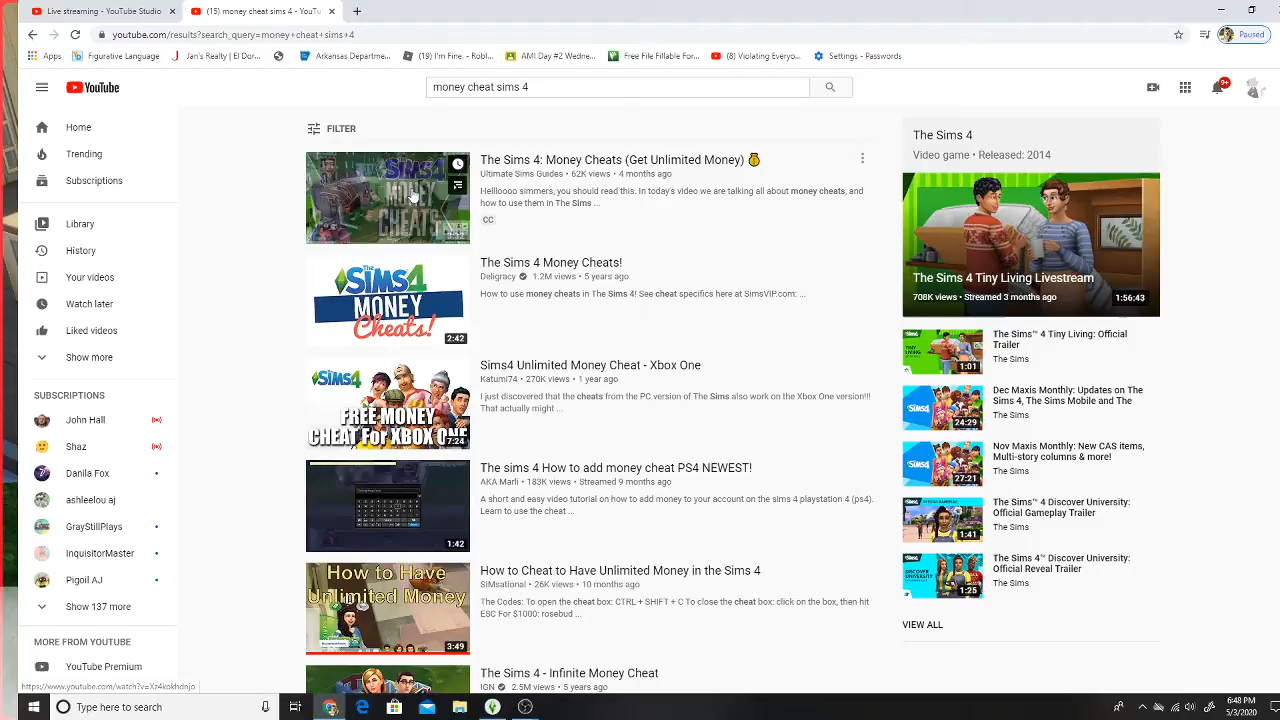 Live streaming - YouTube Studio
(15) money cheat sims 4 - YouTu
youtube.com/results?search_query=money+cheat+sims+4
Paused
Apps
Figurative Language
Jan's Realty | El Dor...
Arkansas Departme...
(19) I'm Fine. - Robl...
AMI Day #2 Wedne...
Free File Fillable For...
(8) Violating Everyo...
Settings - Passwords
YouTube
money cheat sims 4
9+
Home
Trending
Subscriptions
Library
History
Your videos
Watch later
Liked videos
Show more
SUBSCRIPTIONS
John Hall
Shaz
Danila Fox
ashleelou ai
GrayStillPlays
InquisitorMaster
Pigoil AJ
Show 137 more
MORE FROM YOUTUBE
YouTube Premium
https://www.youtube.com/watch?v=Xz4kokhdnjo
FILTER
SIMS 4
MONEY
CHEATS
The Sims 4: Money Cheats (Get Unlimited Money) 💰
Ultimate Sims Guides • 62K views • 4 months ago
Hellloooo simmers, you should read this. In today's video we are talking all about money cheats, and
how to use them in The Sims ...
CC
The SIMS 4
MONEY
Cheats!
2:42
The Sims 4 Money Cheats!
Deligracy 1.2M views • 5 years ago
How to use money cheats in The Sims 4! See cheat specifics here at SimsVIP.com: ...
SIMS 4
FREE MONEY
CHEAT For XBOX ONE
7:24
Sims4 Unlimited Money Cheat - Xbox One
Katumi74 • 270K views • 1 year ago
I just discovered that the cheats from the PC version of The Sims also work on the Xbox One version!!!
That actually might ...
1:42
The sims 4 How to add money cheat PS4 NEWEST!
AKA Marli • 183K views • Streamed 9 months ago
A short and easy video tutorial on how to add money to your account on the sims 4 playstation 4(ps4).
Learn to use the cheat ...
How to Have
Unlimited Money
3:49
How to Cheat to Have Unlimited Money in the Sims 4
SIMsational • 26K views • 10 months ago
The Codes: To open the cheat box: CTRL + SHIFT + C To close the cheat box: click on the box, then hit
ESC For $1000: rosebud ...
The Sims 4 - Infinite Money Cheat
IGN 2.5M views • 5 years ago
The Sims 4
Video game • Released: 2014
The Sims 4 Tiny Living Livestream
708K views • Streamed 3 months ago
1:56:43
1:01
The Sims™ 4 Tiny Living: Official
Trailer
The Sims
24:29
Dec Maxis Monthly: Updates on The
Sims 4, The Sims Mobile and The
The Sims
27:21
Nov Maxis Monthly: New CAS items,
Multi-story columns & more!
The Sims
1:41
The Sims™ 4 Discover University:
Official Gameplay Trailer
The Sims
1:25
The Sims 4™ Discover University:
Official Reveal Trailer
The Sims
VIEW ALL
Type here to search
6:48 PM
5/3/2020